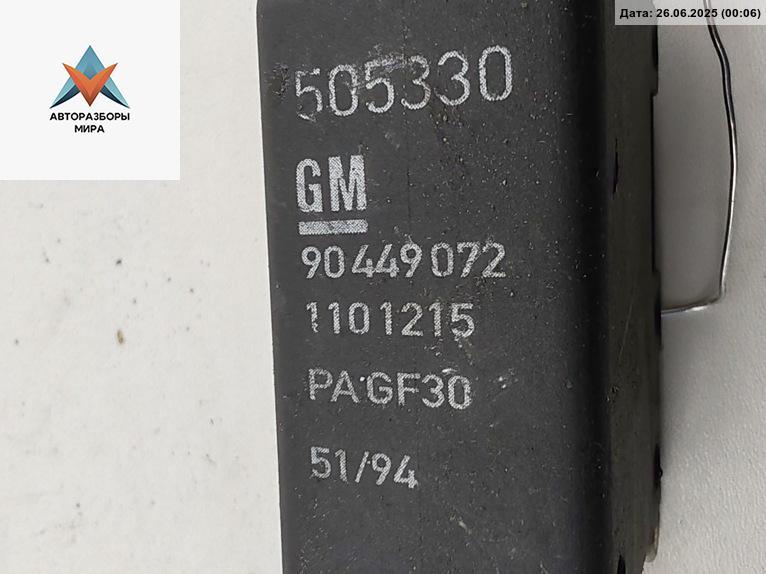 Дата: 26.06.2025 (00:06)
АВТОРАЗБОРЫ
МИРА
505330
GM
90449072
1101215
PA GF30
51/94